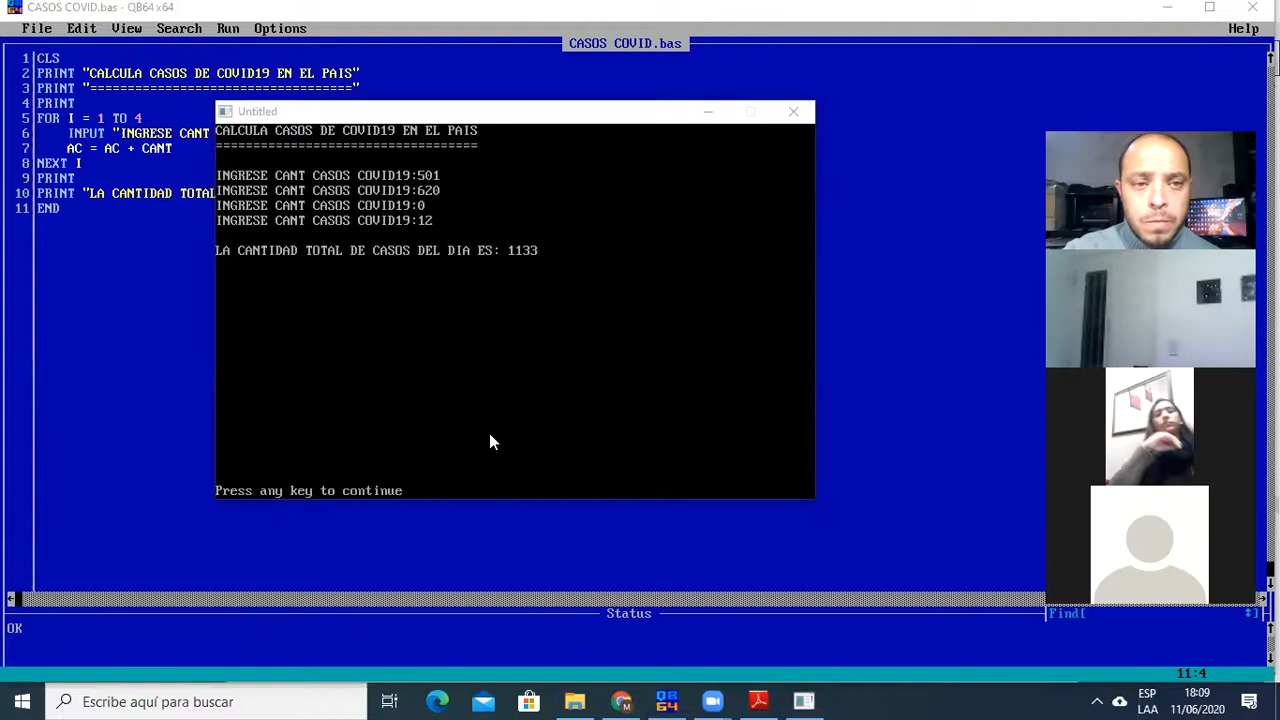 CASOS COVID.bas - QB64 x64
File Edit View Search Run Options Help
CASOS COVID.bas
1 CLS
2 PRINT "CALCULA CASOS DE COVID19 EN EL PAIS"
3 PRINT "==================================="
4 PRINT
5 FOR I = 1 TO 4
6 INPUT "INGRESE CANT
7 AC = AC + CANT
8 NEXT I
9 PRINT
10 PRINT "LA CANTIDAD TOTAL
11 END
Untitled
CALCULA CASOS DE COVID19 EN EL PAIS
===================================
INGRESE CANT CASOS COVID19:501
INGRESE CANT CASOS COVID19:620
INGRESE CANT CASOS COVID19:0
INGRESE CANT CASOS COVID19:12
LA CANTIDAD TOTAL DE CASOS DEL DIA ES: 1133
Press any key to continue
Status
Find[
OK
11:4
Escribe aquí para buscar
ESP
LAA
18:09
11/06/2020